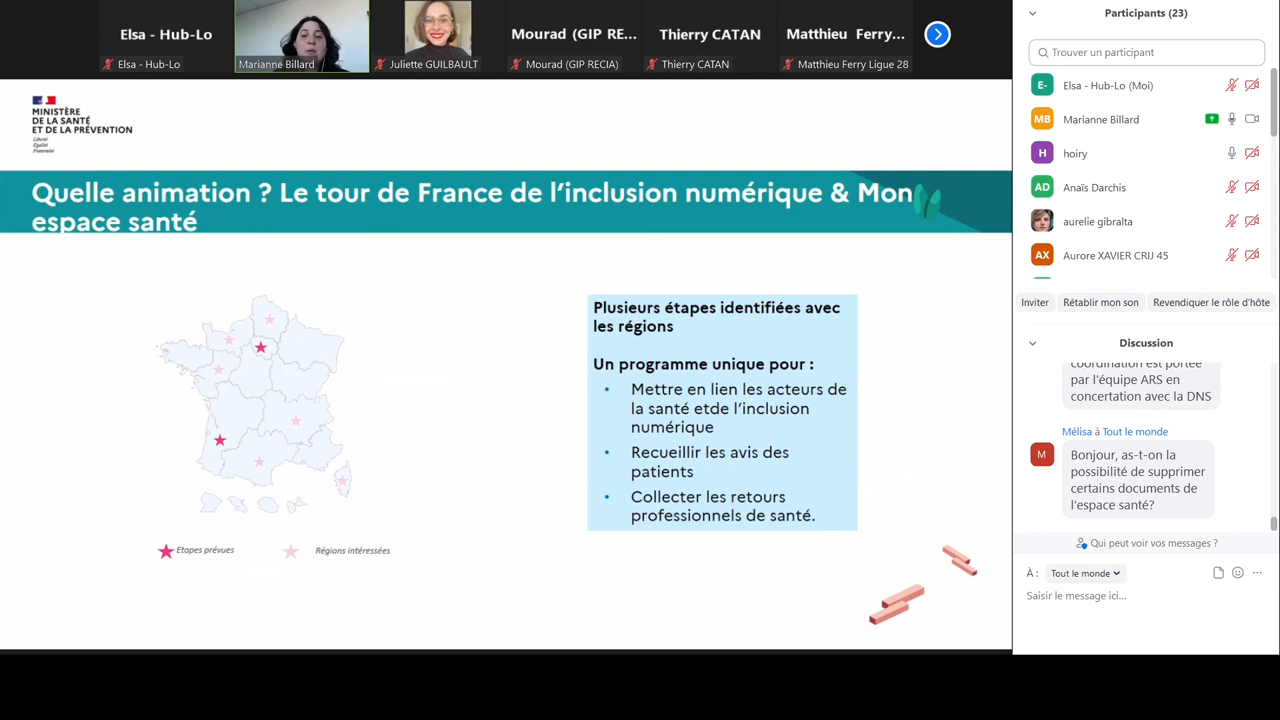 Elsa - Hub-Lo
Mourad (GIP RE...
Thierry CATAN
Matthieu Ferry...
Elsa - Hub-Lo
Marianne Billard
Juliette GUILBAULT
Mourad (GIP RECIA)
Thierry CATAN
Matthieu Ferry Ligue 28
MINISTÈRE
DE LA SANTÉ
ET DE LA PRÉVENTION
Liberté
Égalité
Fraternité
Quelle animation ? Le tour de France de l'inclusion numérique & Mon
espace santé
Plusieurs étapes identifiées avec
les régions
Un programme unique pour :
• Mettre en lien les acteurs de
la santé etde l'inclusion
numérique
• Recueillir les avis des
patients
• Collecter les retours
professionnels de santé.
Etapes prévues
Régions intéressées
Participants (23)
Trouver un participant
E- Elsa - Hub-Lo (Moi)
MB Marianne Billard
H hoiry
AD Anaïs Darchis
aurelie gibralta
AX Aurore XAVIER CRIJ 45
Inviter
Rétablir mon son
Revendiquer le rôle d'hôte
Discussion
coordination est portée
par l'équipe ARS en
concertation avec la DNS
Mélisa à Tout le monde
M
Bonjour, as-t-on la
possibilité de supprimer
certains documents de
l'espace santé?
Qui peut voir vos messages ?
À : Tout le monde
Saisir le message ici...